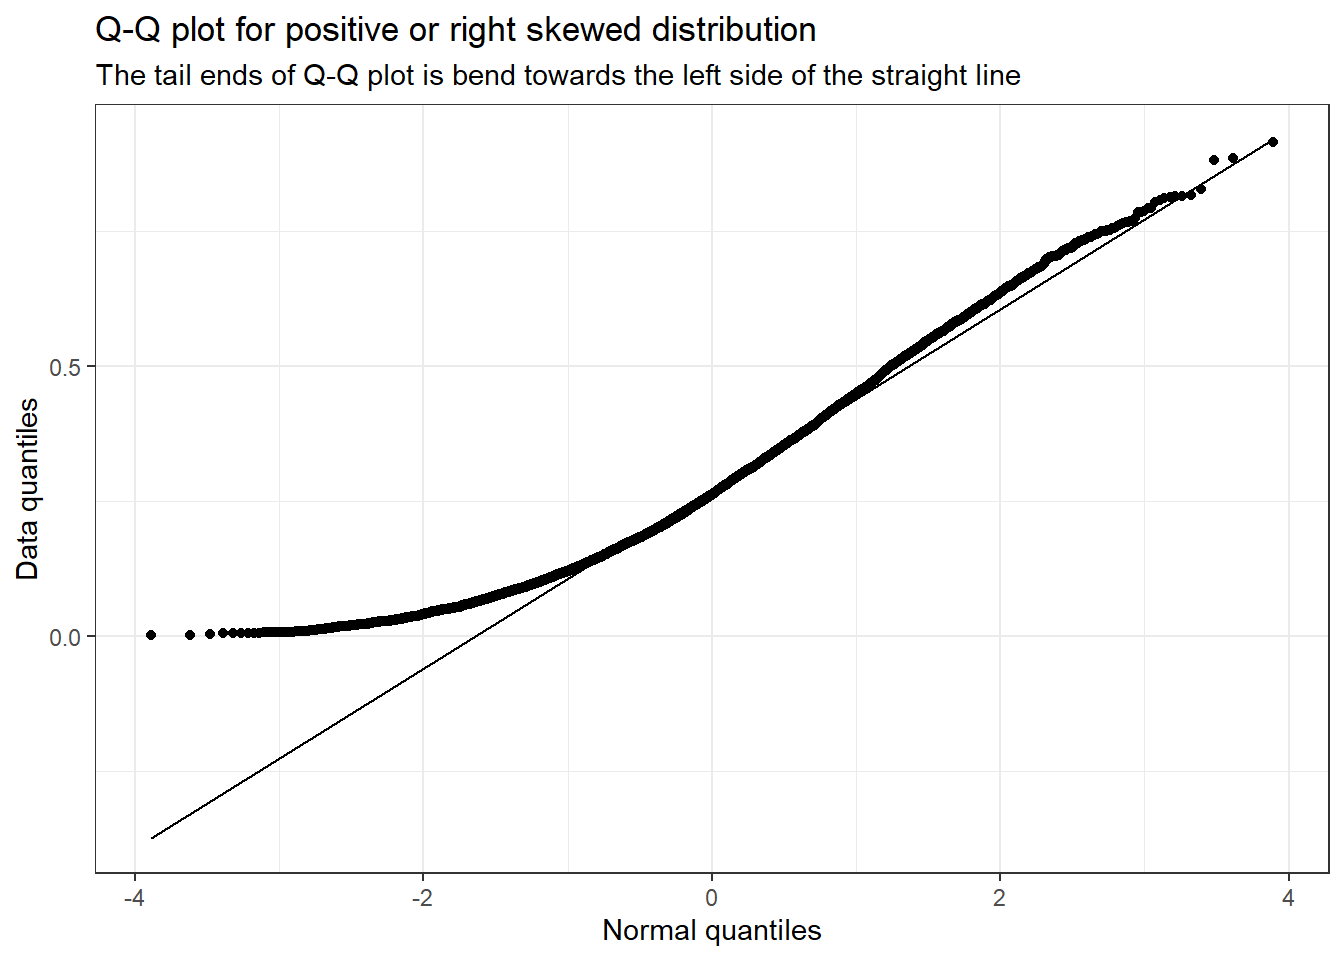 Q-Q plot for positive or right skewed distribution
The tail ends of Q-Q plot is bend towards the left side of the straight line
Data quantiles
0.5
0.0
-4 -2 0 2 4
Normal quantiles